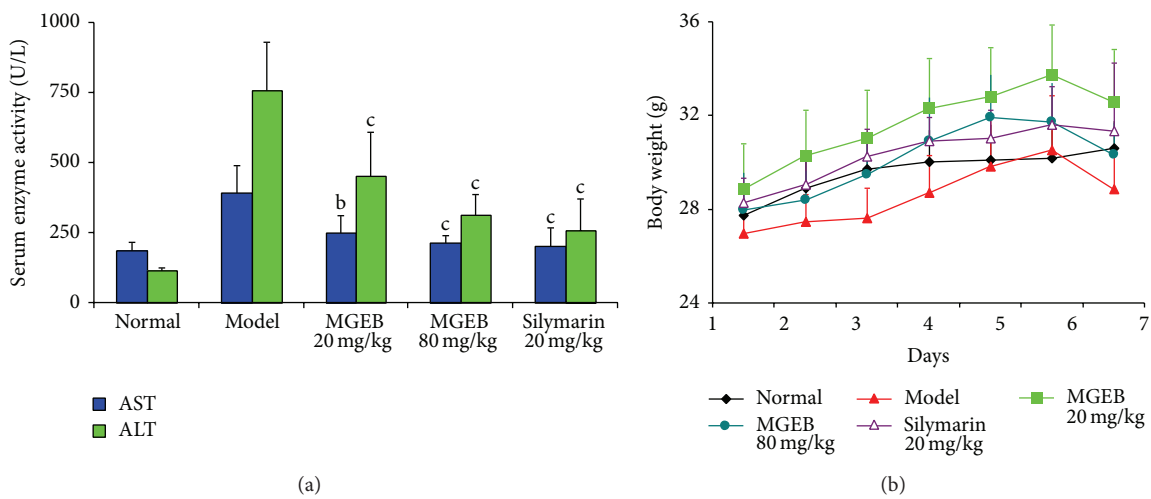 Serum enzyme activity (U/L)
1000
750
500
250
0
b
c
c
c
c
c
Normal
Model
MGEB
20 mg/kg
MGEB
80 mg/kg
Silymarin
20 mg/kg
AST
ALT
(a)
Body weight (g)
36
32
28
24
1 2 3 4 5 6 7
Days
Normal
Model
MGEB
20 mg/kg
MGEB
80 mg/kg
Silymarin
20 mg/kg
(b)